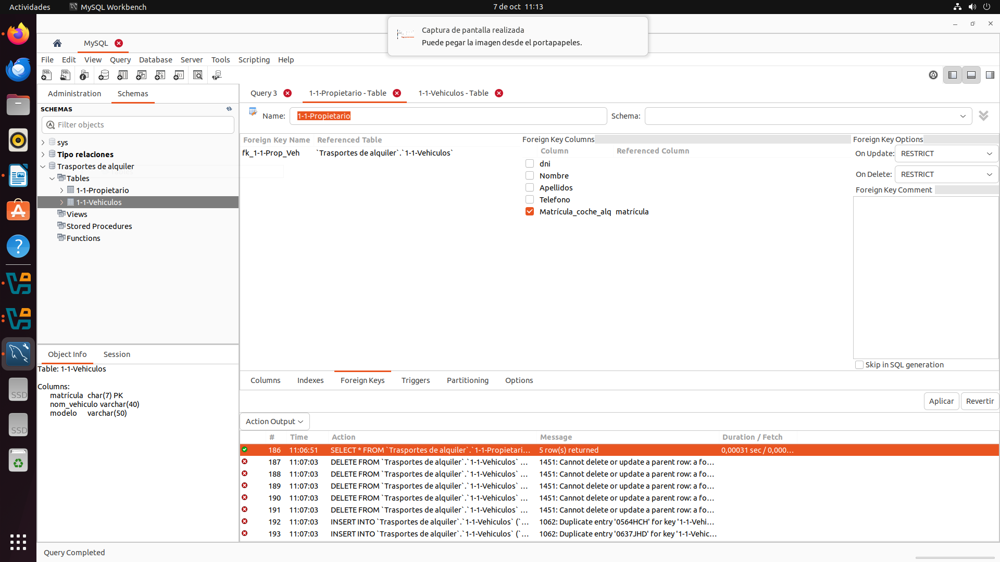 Actividades
MySQL Workbench
7 de oct 11:13
Captura de pantalla realizada
Puede pegar la imagen desde el portapapeles.
MySQL
File Edit View Query Database Server Tools Scripting Help
Administration Schemas
SCHEMAS
Filter objects
sys
Tipo relaciones
Trasportes de alquiler
Tables
1-1-Propietario
1-1-Vehiculos
Views
Stored Procedures
Functions
Object Info Session
Table: 1-1-Vehiculos
Columns:
matrícula char(7) PK
nom_vehiculo varchar(40)
modelo varchar(50)
Query 3
1-1-Propietario - Table
1-1-Vehiculos - Table
Name: 1-1-Propietario
Schema:
Foreign Key Name Referenced Table
fk_1-1-Prop_Veh `Trasportes de alquiler`.`1-1-Vehiculos`
Foreign Key Columns
Column Referenced Column
dni
Nombre
Apellidos
Telefono
Matrícula_coche_alq matrícula
Foreign Key Options
On Update: RESTRICT
On Delete: RESTRICT
Foreign Key Comment
Skip in SQL generation
Columns Indexes Foreign Keys Triggers Partitioning Options
Aplicar Revertir
Action Output
# Time Action Message Duration / Fetch
186 11:06:51 SELECT * FROM `Trasportes de alquiler`.`1-1-Propietari... 5 row(s) returned 0,00031 sec / 0,000...
187 11:07:03 DELETE FROM `Trasportes de alquiler`.`1-1-Vehiculos` ... 1451: Cannot delete or update a parent row: a fo...
188 11:07:03 DELETE FROM `Trasportes de alquiler`.`1-1-Vehiculos` ... 1451: Cannot delete or update a parent row: a fo...
189 11:07:03 DELETE FROM `Trasportes de alquiler`.`1-1-Vehiculos` ... 1451: Cannot delete or update a parent row: a fo...
190 11:07:03 DELETE FROM `Trasportes de alquiler`.`1-1-Vehiculos` ... 1451: Cannot delete or update a parent row: a fo...
191 11:07:03 DELETE FROM `Trasportes de alquiler`.`1-1-Vehiculos` ... 1451: Cannot delete or update a parent row: a fo...
192 11:07:03 INSERT INTO `Trasportes de alquiler`.`1-1-Vehiculos` (`... 1062: Duplicate entry '0564HCH' for key '1-1-Vehi...
193 11:07:03 INSERT INTO `Trasportes de alquiler`.`1-1-Vehiculos` (`... 1062: Duplicate entry '0637JHD' for key '1-1-Vehic...
Query Completed
SSD
SSD